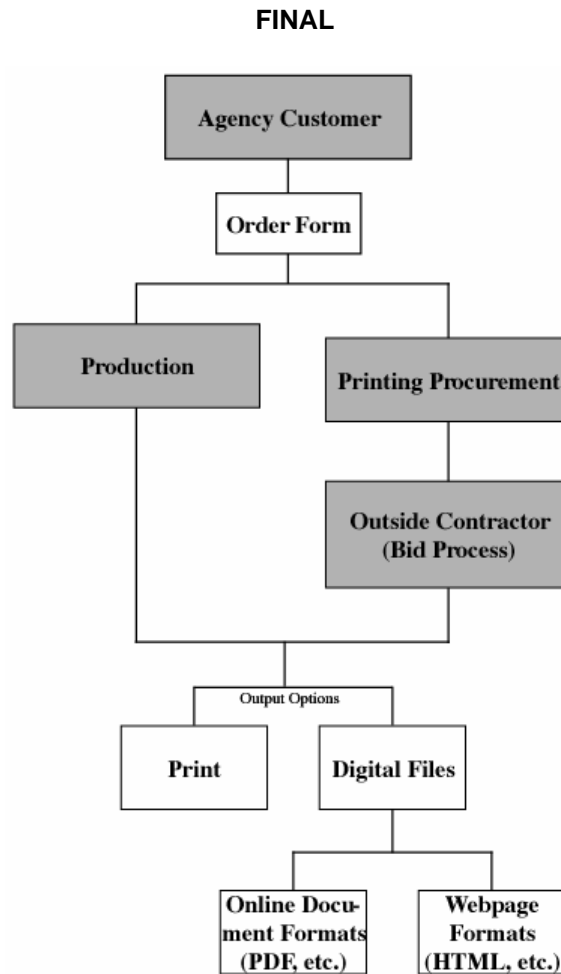 FINAL
Agency Customer
Order Form
Production
Printing Procurement
Outside Contractor
(Bid Process)
Output Options
Print
Digital Files
Online Docu-
ment Formats
(PDF, etc.)
Webpage
Formats
(HTML, etc.)